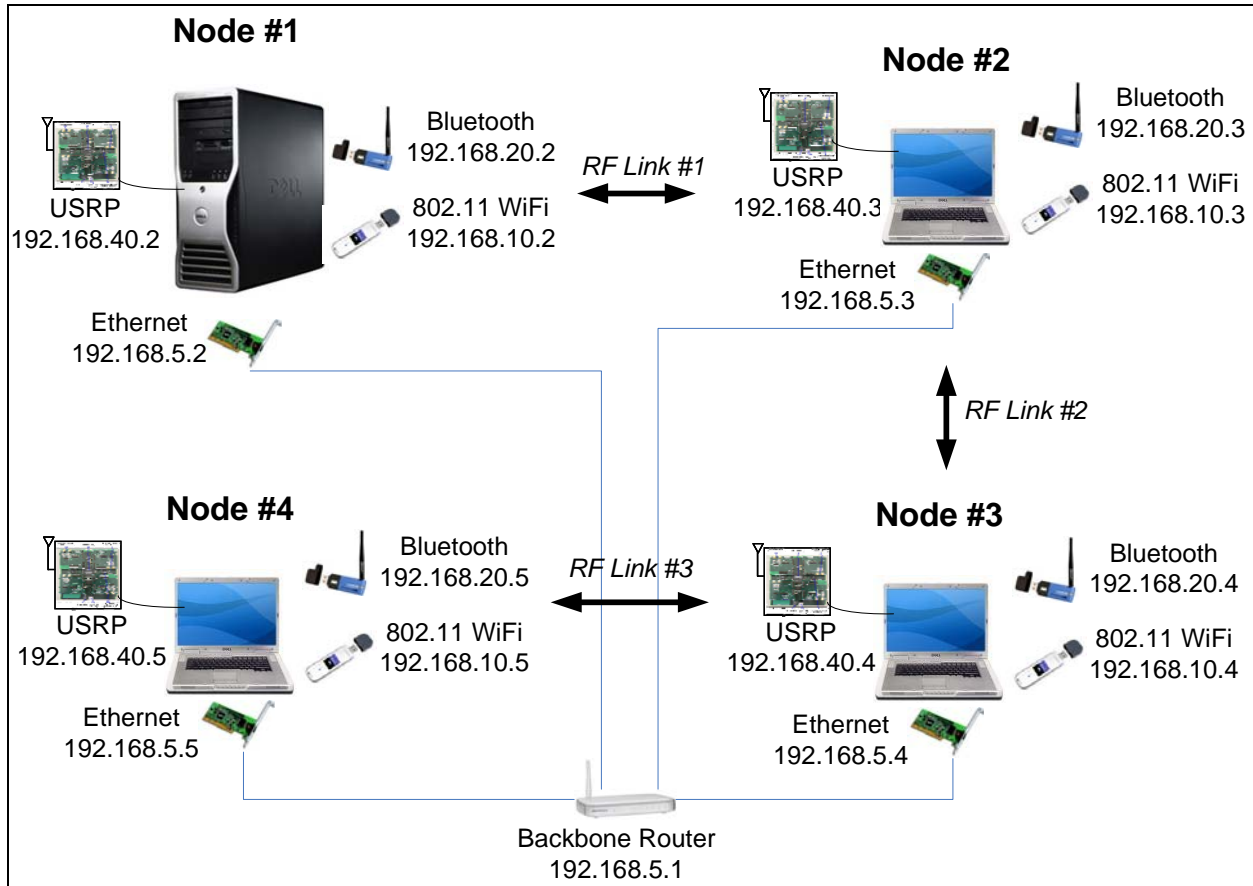 Node #1
Bluetooth
192.168.20.2
USRP
192.168.40.2
802.11 WiFi
192.168.10.2
Ethernet
192.168.5.2
RF Link #1
Node #2
Bluetooth
192.168.20.3
USRP
192.168.40.3
802.11 WiFi
192.168.10.3
Ethernet
192.168.5.3
RF Link #2
Node #4
Bluetooth
192.168.20.5
USRP
192.168.40.5
802.11 WiFi
192.168.10.5
Ethernet
192.168.5.5
RF Link #3
Node #3
Bluetooth
192.168.20.4
USRP
192.168.40.4
802.11 WiFi
192.168.10.4
Ethernet
192.168.5.4
Backbone Router
192.168.5.1
DELL